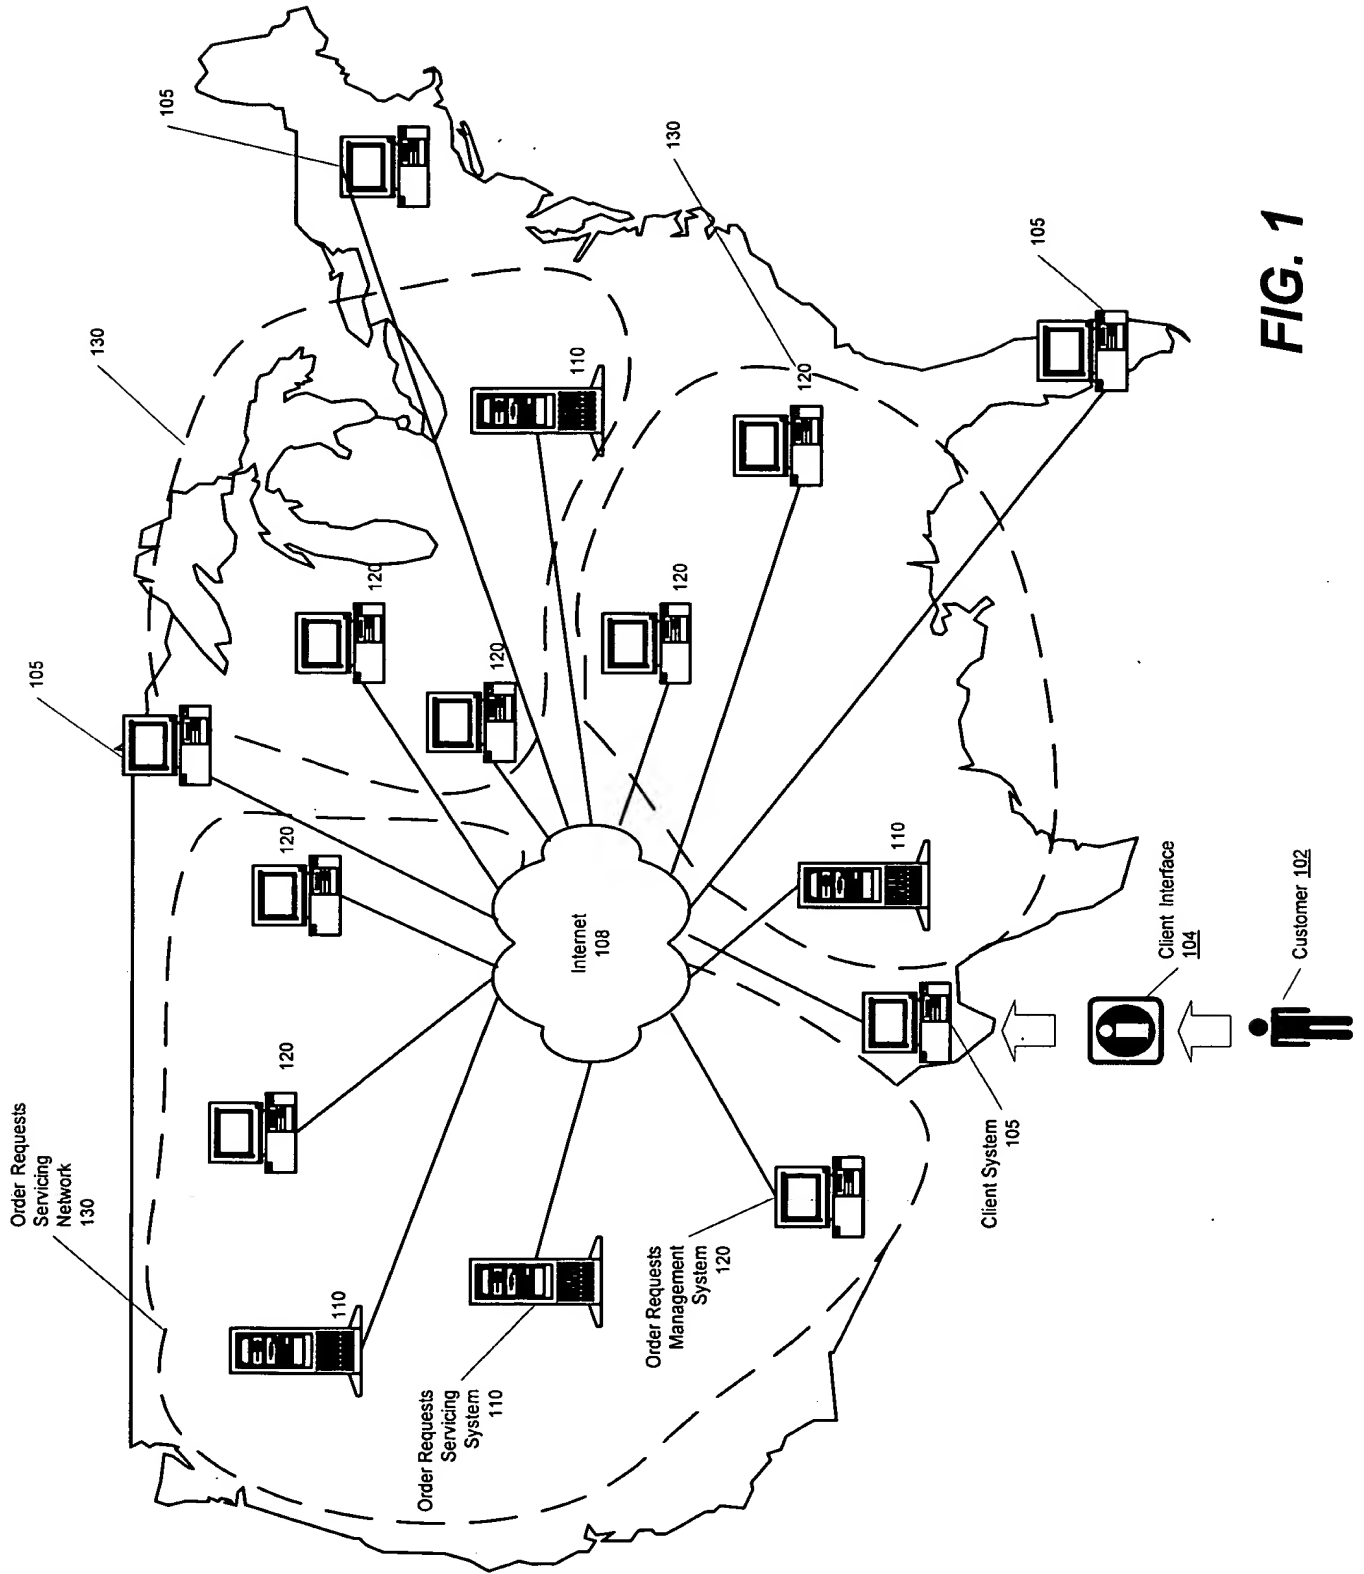 Order Requests
Servicing
Network
130
105
130
105
120
120
110
120
120
110
Order Requests
Servicing
System
110
Internet
108
120
120
130
Order Requests
Management
System
120
110
105
Client System
105
Client Interface
104
Customer 102
FIG. 1